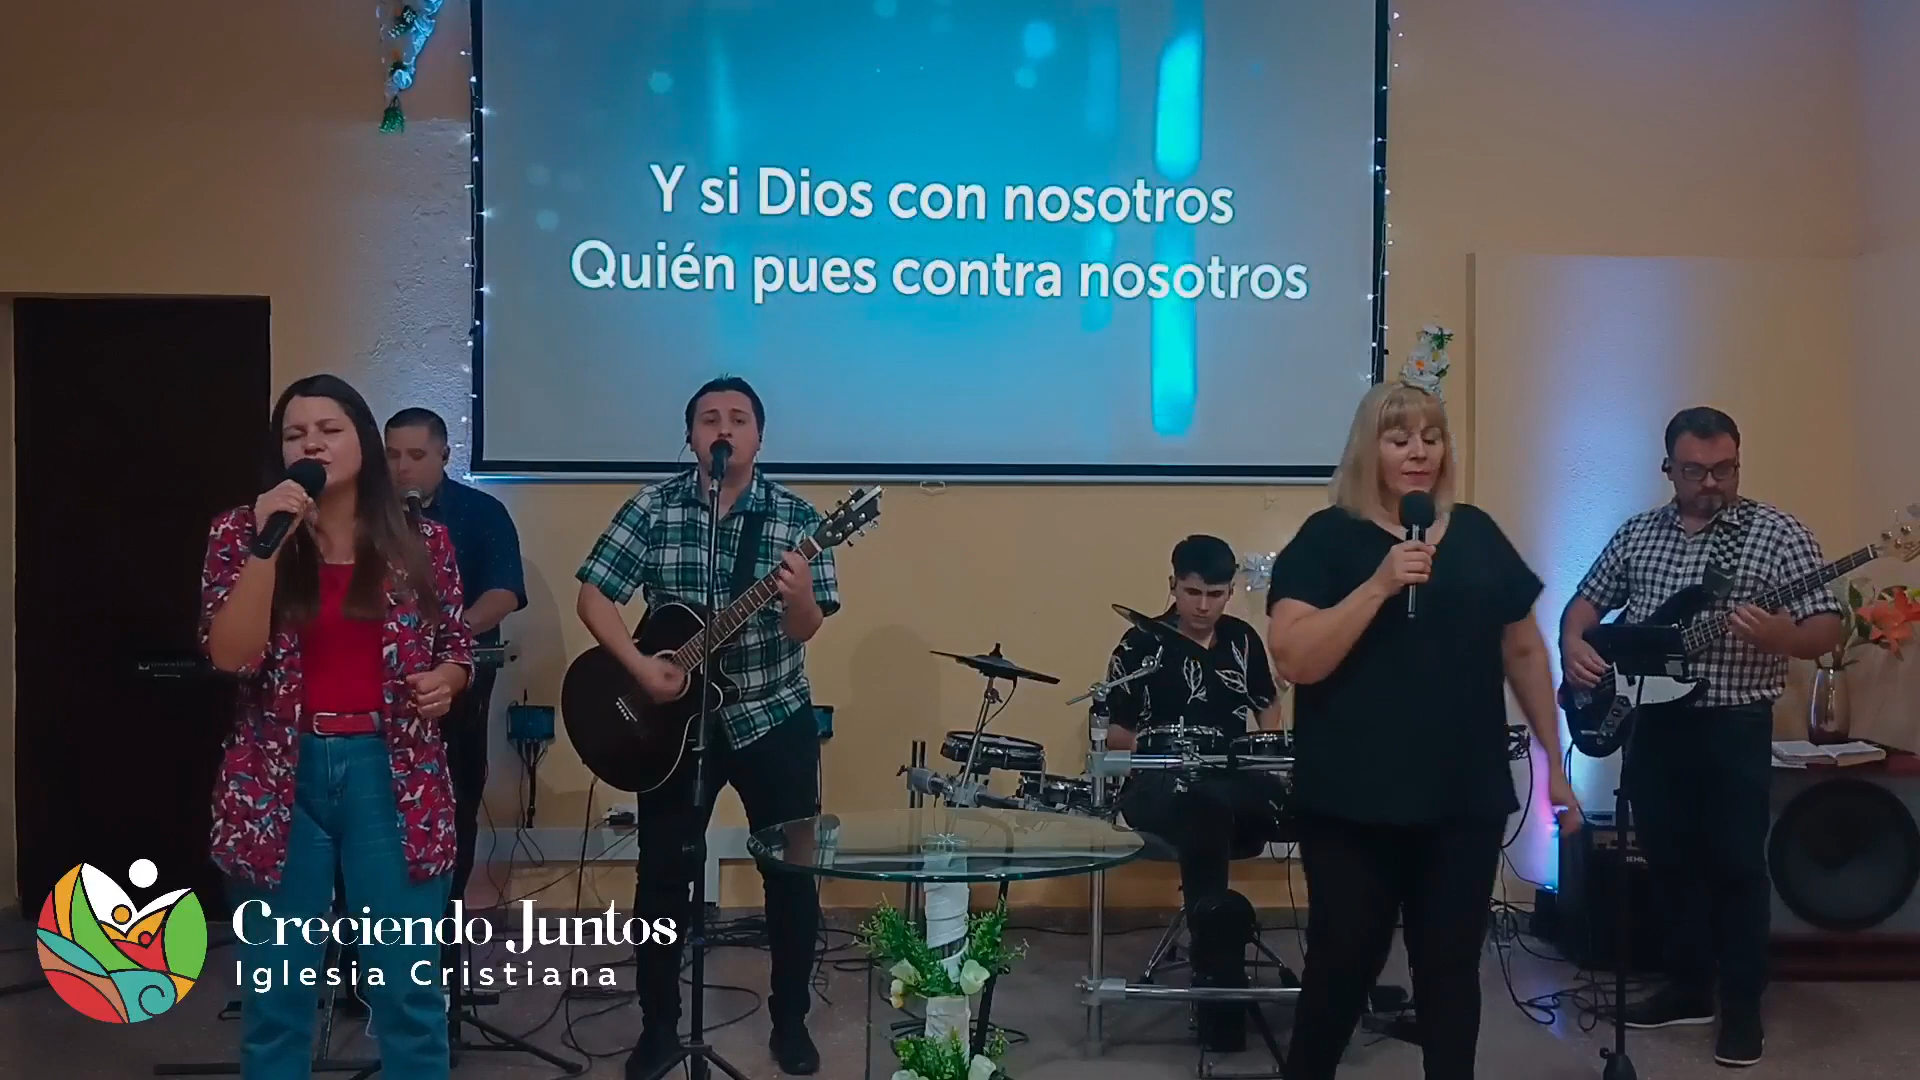 Y si Dios con nosotros
Quién pues contra nosotros
Creciendo Juntos
Iglesia Cristiana